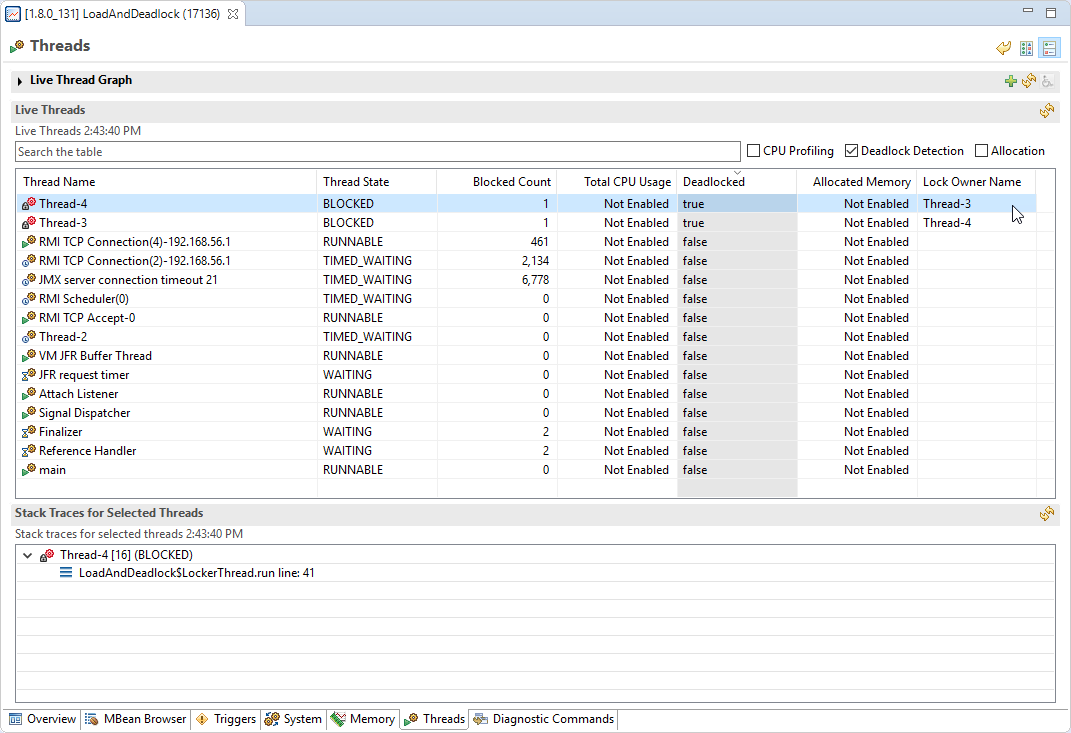 [1.8.0_131] LoadAndDeadlock (17136)
Threads
Live Thread Graph
Live Threads
Live Threads 2:43:40 PM
Search the table CPU Profiling Deadlock Detection Allocation
Thread Name Thread State Blocked Count Total CPU Usage Deadlocked Allocated Memory Lock Owner Name
Thread-4 BLOCKED 1 Not Enabled true Not Enabled Thread-3
Thread-3 BLOCKED 1 Not Enabled true Not Enabled Thread-4
RMI TCP Connection(4)-192.168.56.1 RUNNABLE 461 Not Enabled false Not Enabled
RMI TCP Connection(2)-192.168.56.1 TIMED_WAITING 2,134 Not Enabled false Not Enabled
JMX server connection timeout 21 TIMED_WAITING 6,778 Not Enabled false Not Enabled
RMI Scheduler(0) TIMED_WAITING 0 Not Enabled false Not Enabled
RMI TCP Accept-0 RUNNABLE 0 Not Enabled false Not Enabled
Thread-2 TIMED_WAITING 0 Not Enabled false Not Enabled
VM JFR Buffer Thread RUNNABLE 0 Not Enabled false Not Enabled
JFR request timer WAITING 0 Not Enabled false Not Enabled
Attach Listener RUNNABLE 0 Not Enabled false Not Enabled
Signal Dispatcher RUNNABLE 0 Not Enabled false Not Enabled
Finalizer WAITING 2 Not Enabled false Not Enabled
Reference Handler WAITING 2 Not Enabled false Not Enabled
main RUNNABLE 0 Not Enabled false Not Enabled
Stack Traces for Selected Threads
Stack traces for selected threads 2:43:40 PM
Thread-4 [16] (BLOCKED)
LoadAndDeadlock$LockerThread.run line: 41
Overview MBean Browser Triggers System Memory Threads Diagnostic Commands